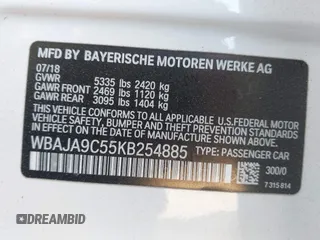 MFD BY BAYERISCHE MOTOREN WERKE AG
07/18
GVWR 5335 lbs 2420 kg
GAWR FRONT 2469 lbs 1120 kg
GAWR REAR 3095 lbs 1404 kg
THIS VEHICLE CONFORMS TO ALL APPLICABLE
U.S. FEDERAL MOTOR
VEHICLE SAFETY, BUMPER, AND THEFT PREVENTION
STANDARDS IN EFFECT ON THE
DATE OF MANUFACTURE SHOWN ABOVE.
WBAJA9C55KB254885 TYPE: PASSENGER CAR
300/0
7 315 814
DREAMBID